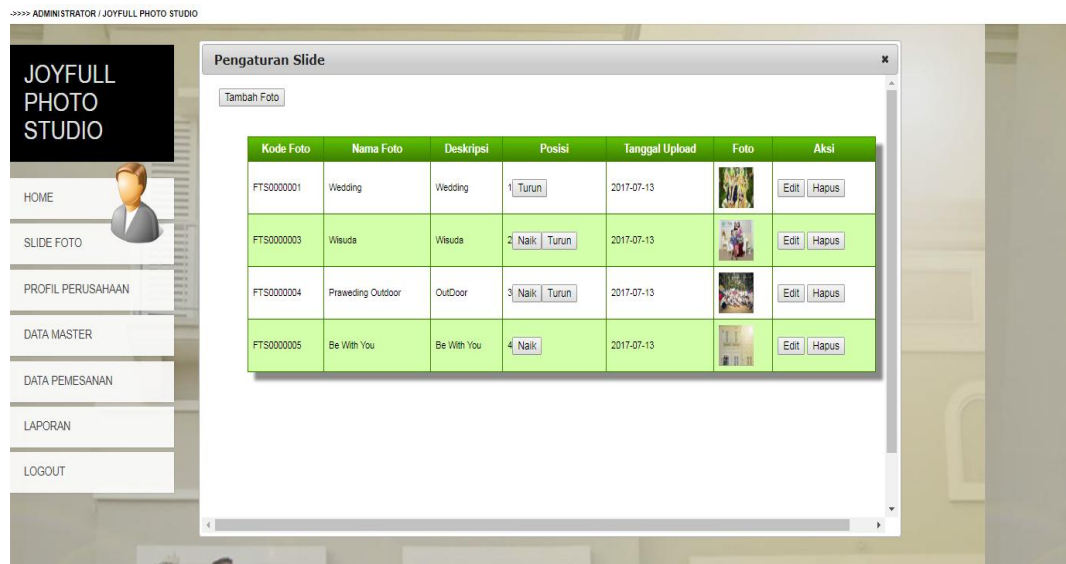 ->>>> ADMINISTRATOR / JOYFULL PHOTO STUDIO
JOYFULL
PHOTO
STUDIO
HOME
SLIDE FOTO
PROFIL PERUSAHAAN
DATA MASTER
DATA PEMESANAN
LAPORAN
LOGOUT
Pengaturan Slide
Tambah Foto
Kode Foto Nama Foto Deskripsi Posisi Tanggal Upload Foto Aksi
FTS0000001 Wedding Wedding 1 Turun 2017-07-13 Edit Hapus
FTS0000003 Wisuda Wisuda 2 Naik Turun 2017-07-13 Edit Hapus
FTS0000004 Praweding Outdoor OutDoor 3 Naik Turun 2017-07-13 Edit Hapus
FTS0000005 Be With You Be With You 4 Naik 2017-07-13 Edit Hapus